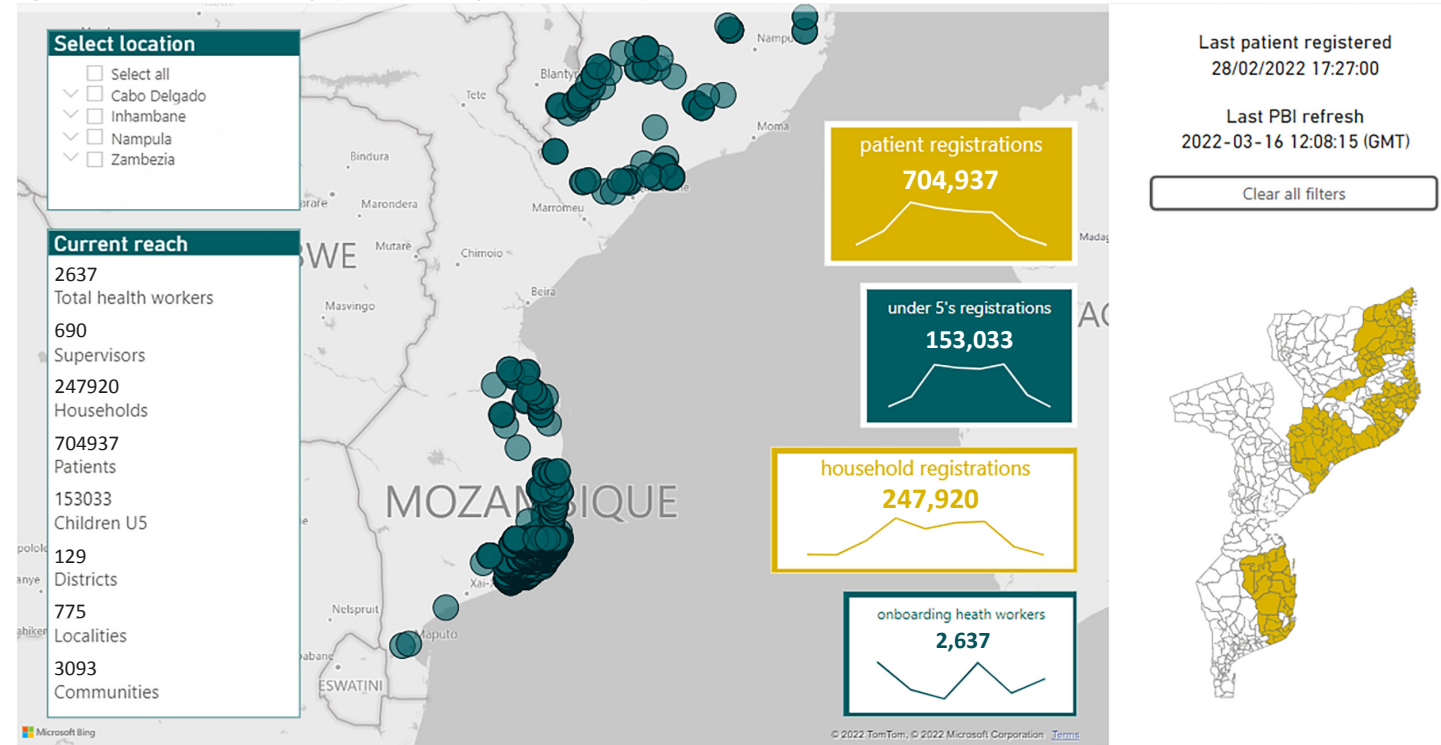 Select location
Select all
Cabo Delgado
Inhambane
Nampula
Zambezia
Current reach
2637
Total health workers
690
Supervisors
247920
Households
704937
Patients
153033
Children U5
129
Districts
775
Localities
3093
Communities
Microsoft Bing
Tete
Moma
Bindura
Marondera
Marromeu
Mutare
Chimoio
WE
Beira
Masvingo
MOZAMBIQUE
Nelspruit
Maputo
ESWATINI
patient registrations
704,937
under 5's registrations
153,033
household registrations
247,920
onboarding heath workers
2,637
© 2022 TomTom, © 2022 Microsoft Corporation Terms
Last patient registered
28/02/2022 17:27:00
Last PBI refresh
2022-03-16 12:08:15 (GMT)
Clear all filters